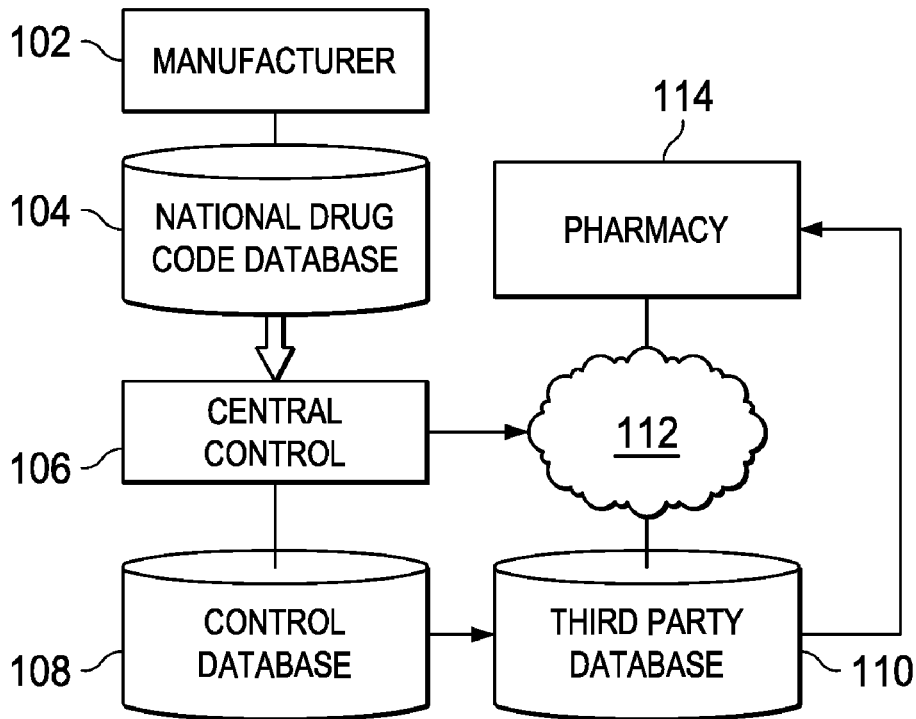 102
MANUFACTURER
114
104
NATIONAL DRUG
CODE DATABASE
PHARMACY
106
CENTRAL
CONTROL
112
108
CONTROL
DATABASE
THIRD PARTY
DATABASE
110